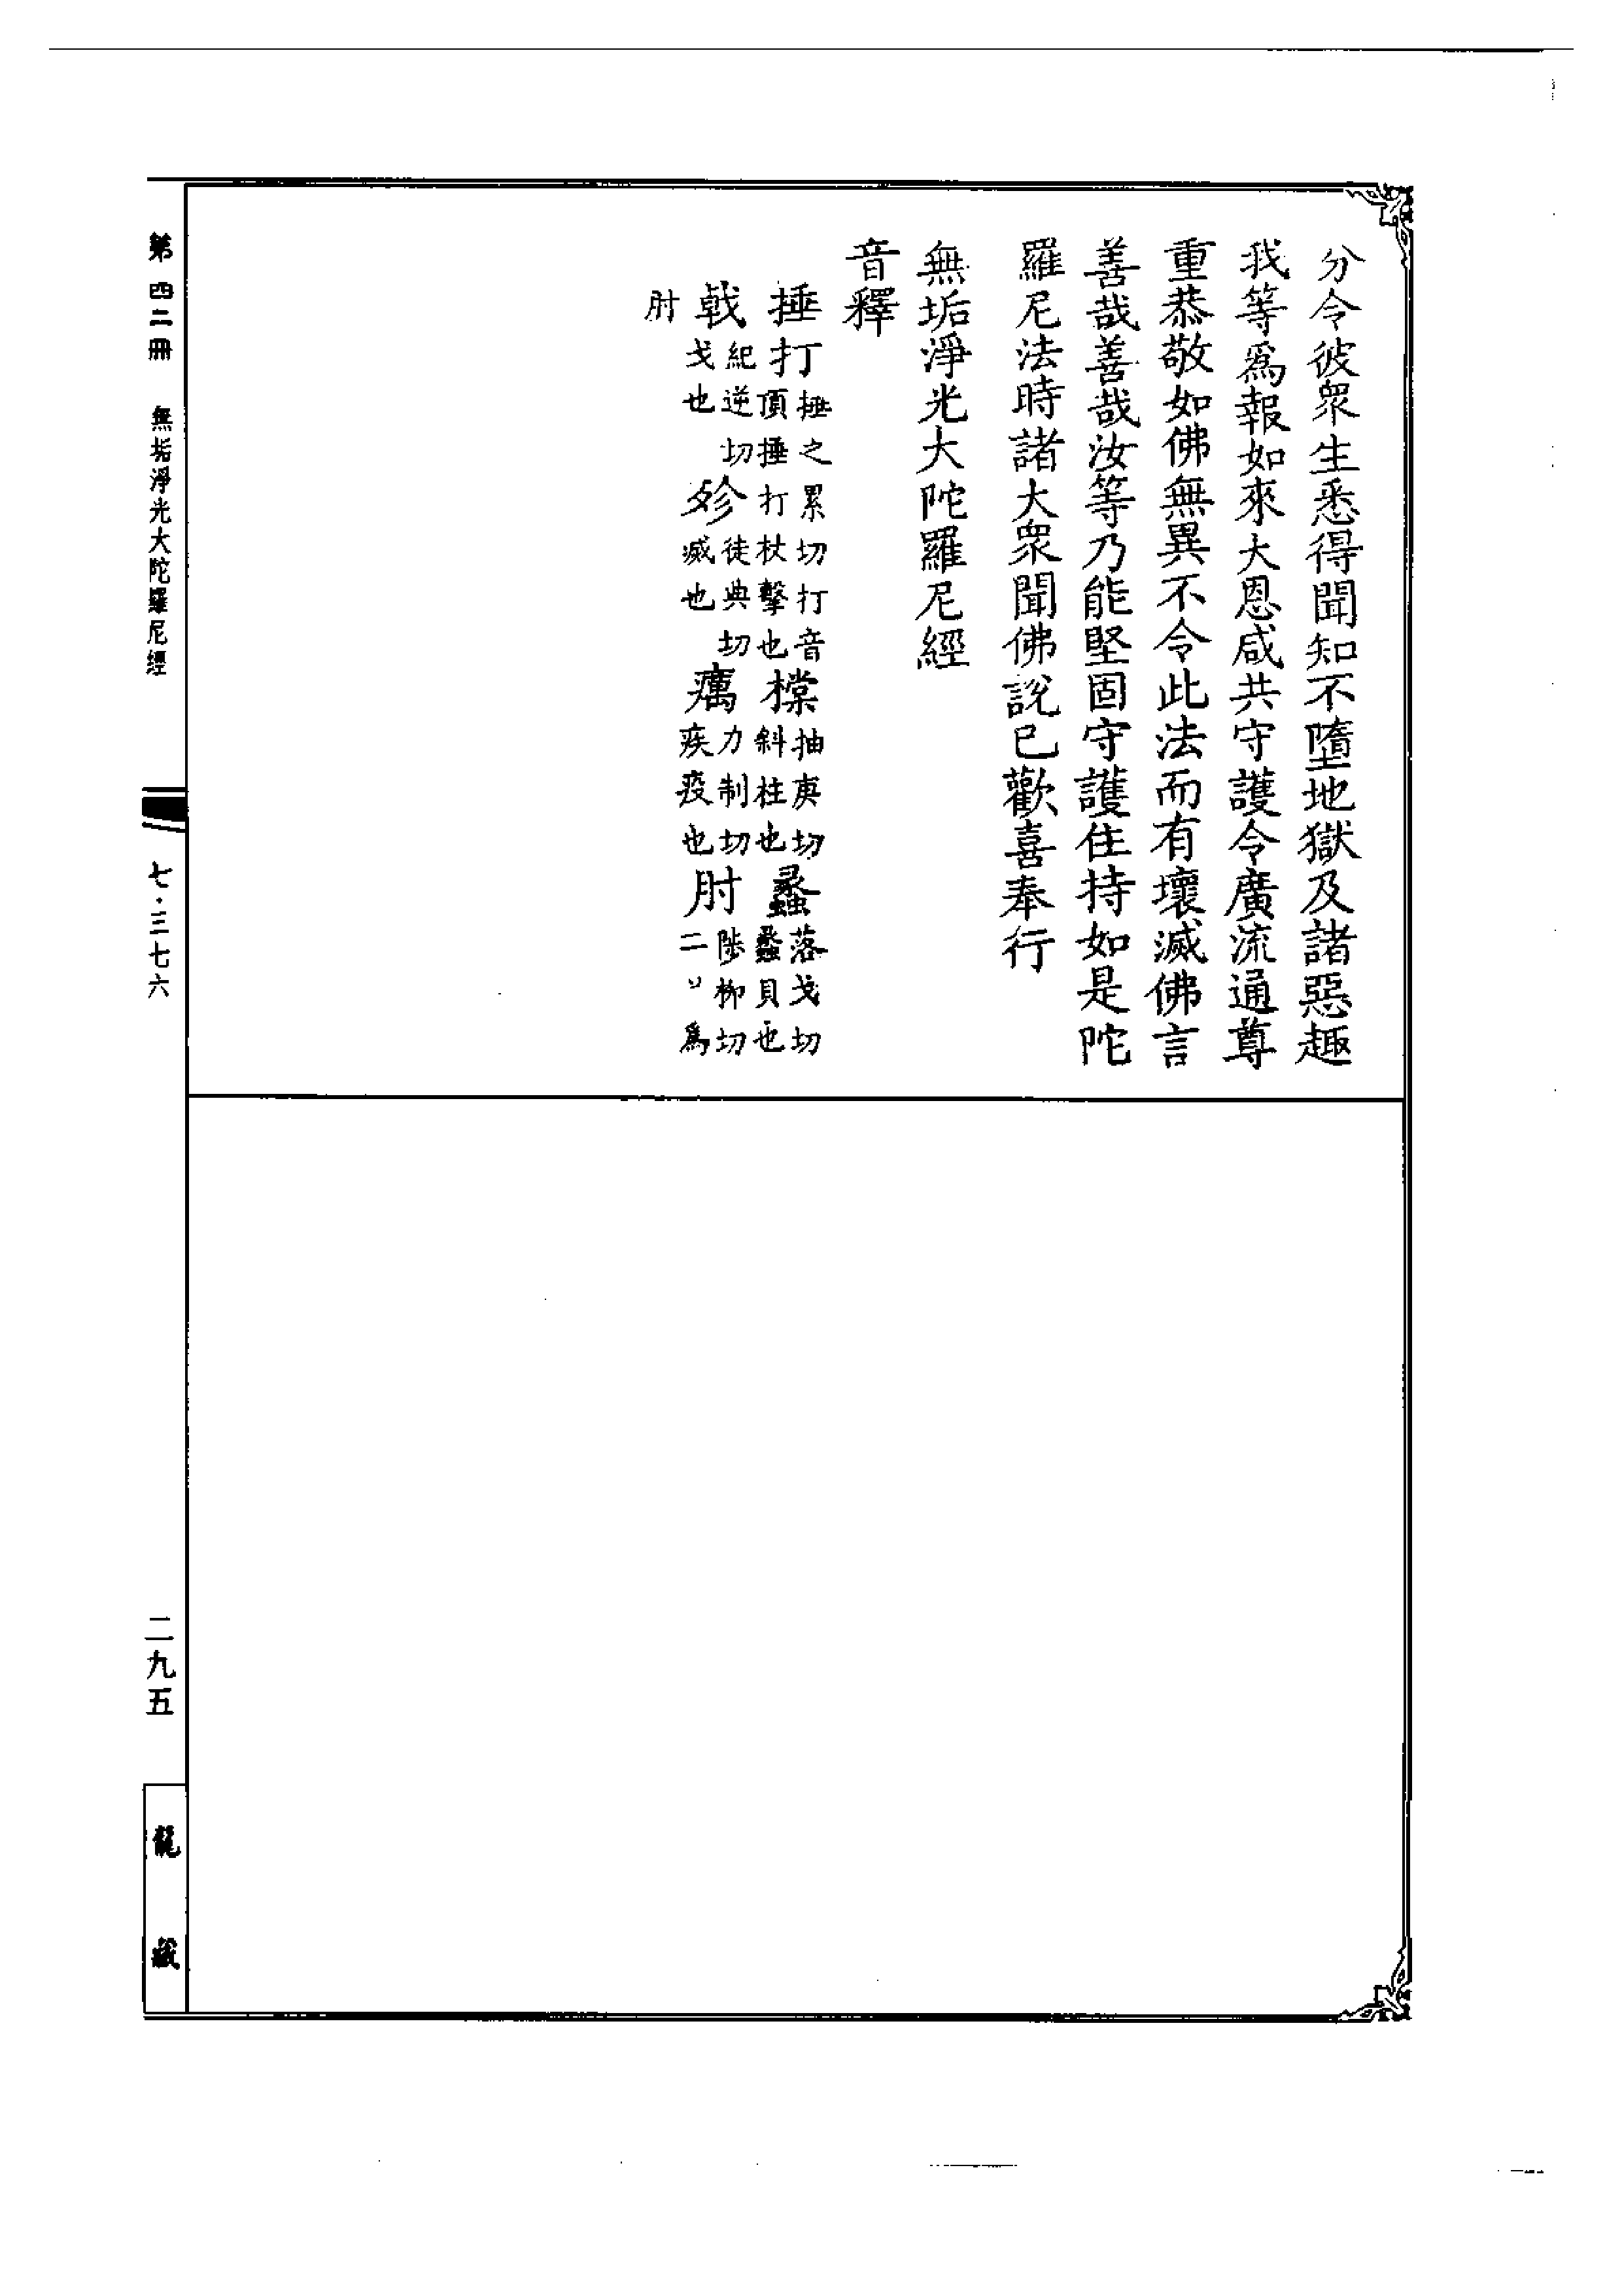 分令彼眾生悉得聞知不墮地獄及諸惡趣
我等爲報如來大恩咸共守護令廣流通尊
重恭敬如佛無異不令此法而有壞滅佛言
善哉善哉汝等乃能堅固守護住持如是陀
羅尼法時諸大眾聞佛說已歡喜奉行
無垢淨光大陀羅尼經
音釋
捶打捶之累切打音頂捶打杖擊也橖抽庚切斜柱也蠡落戈切蠡貝也
戟紀逆切戈也殄徒典切滅也癘力制切疾疫也肘陟柳切二尺爲
肘
第四二冊 無垢淨光大陀羅尼經 七·三七六 二九五
龍藏